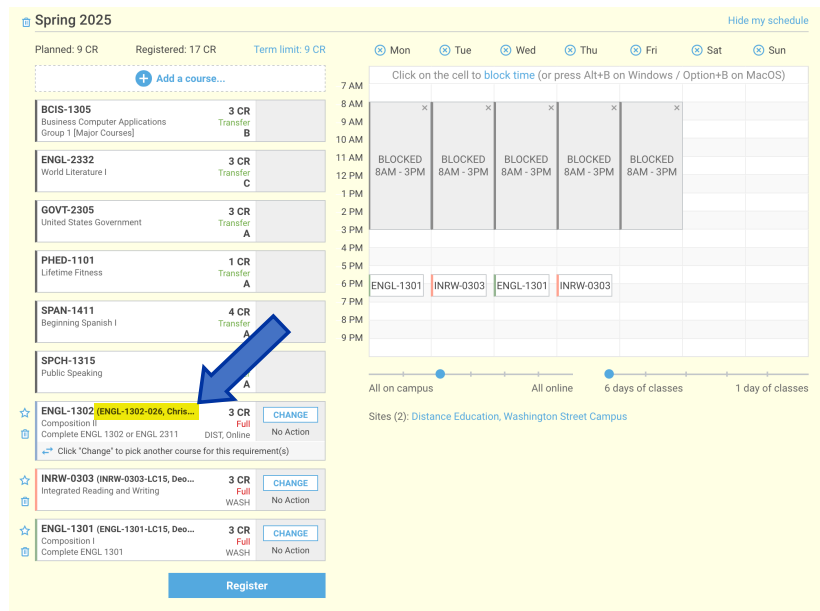 Spring 2025
Hide my schedule
Planned: 9 CR Registered: 17 CR Term limit: 9 CR
Add a course...
BCIS-1305 3 CR
Business Computer Applications Transfer
Group 1 [Major Courses] B
ENGL-2332 3 CR
World Literature I Transfer
C
GOVT-2305 3 CR
United States Government Transfer
A
PHED-1101 1 CR
Lifetime Fitness Transfer
A
SPAN-1411 4 CR
Beginning Spanish I Transfer
A
SPCH-1315
Public Speaking
A
ENGL-1302 (ENGL-1302-026, Chris... 3 CR CHANGE
Composition II Full No Action
Complete ENGL 1302 or ENGL 2311 DIST, Online
Click "Change" to pick another course for this requirement(s)
INRW-0303 (INRW-0303-LC15, Deo... 3 CR CHANGE
Integrated Reading and Writing Full
WASH No Action
ENGL-1301 (ENGL-1301-LC15, Deo... 3 CR CHANGE
Composition I Full
Complete ENGL 1301 WASH No Action
Register
Mon Tue Wed Thu Fri Sat Sun
Click on the cell to block time (or press Alt+B on Windows / Option+B on MacOS)
7 AM
8 AM
9 AM
10 AM
11 AM BLOCKED BLOCKED BLOCKED BLOCKED BLOCKED
8AM - 3PM 8AM - 3PM 8AM - 3PM 8AM - 3PM 8AM - 3PM
12 PM
1 PM
2 PM
3 PM
4 PM
5 PM
6 PM ENGL-1301 INRW-0303 ENGL-1301 INRW-0303
7 PM
8 PM
9 PM
All on campus All online 6 days of classes 1 day of classes
Sites (2): Distance Education, Washington Street Campus